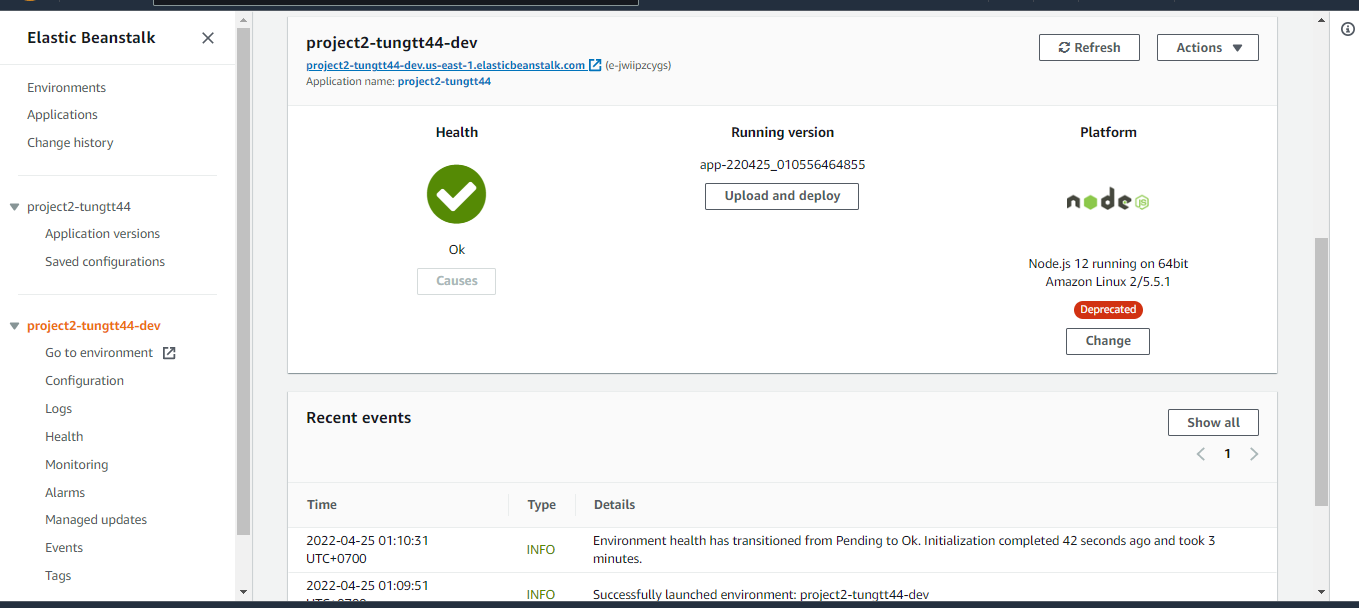 Elastic Beanstalk
Environments
Applications
Change history
project2-tungtt44
Application versions
Saved configurations
project2-tungtt44-dev
Go to environment
Configuration
Logs
Health
Monitoring
Alarms
Managed updates
Events
Tags
project2-tungtt44-dev
project2-tungtt44-dev.us-east-1.elasticbeanstalk.com (e-jwiipzcygs)
Application name: project2-tungtt44
Refresh
Actions
Health
Ok
Causes
Running version
app-220425_010556464855
Upload and deploy
Platform
node JS
Node.js 12 running on 64bit
Amazon Linux 2/5.5.1
Deprecated
Change
Recent events
Show all
1
Time Type Details
2022-04-25 01:10:31
UTC+0700
INFO
Environment health has transitioned from Pending to Ok. Initialization completed 42 seconds ago and took 3
minutes.
2022-04-25 01:09:51
UTC+0700
INFO
Successfully launched environment: project2-tungtt44-dev